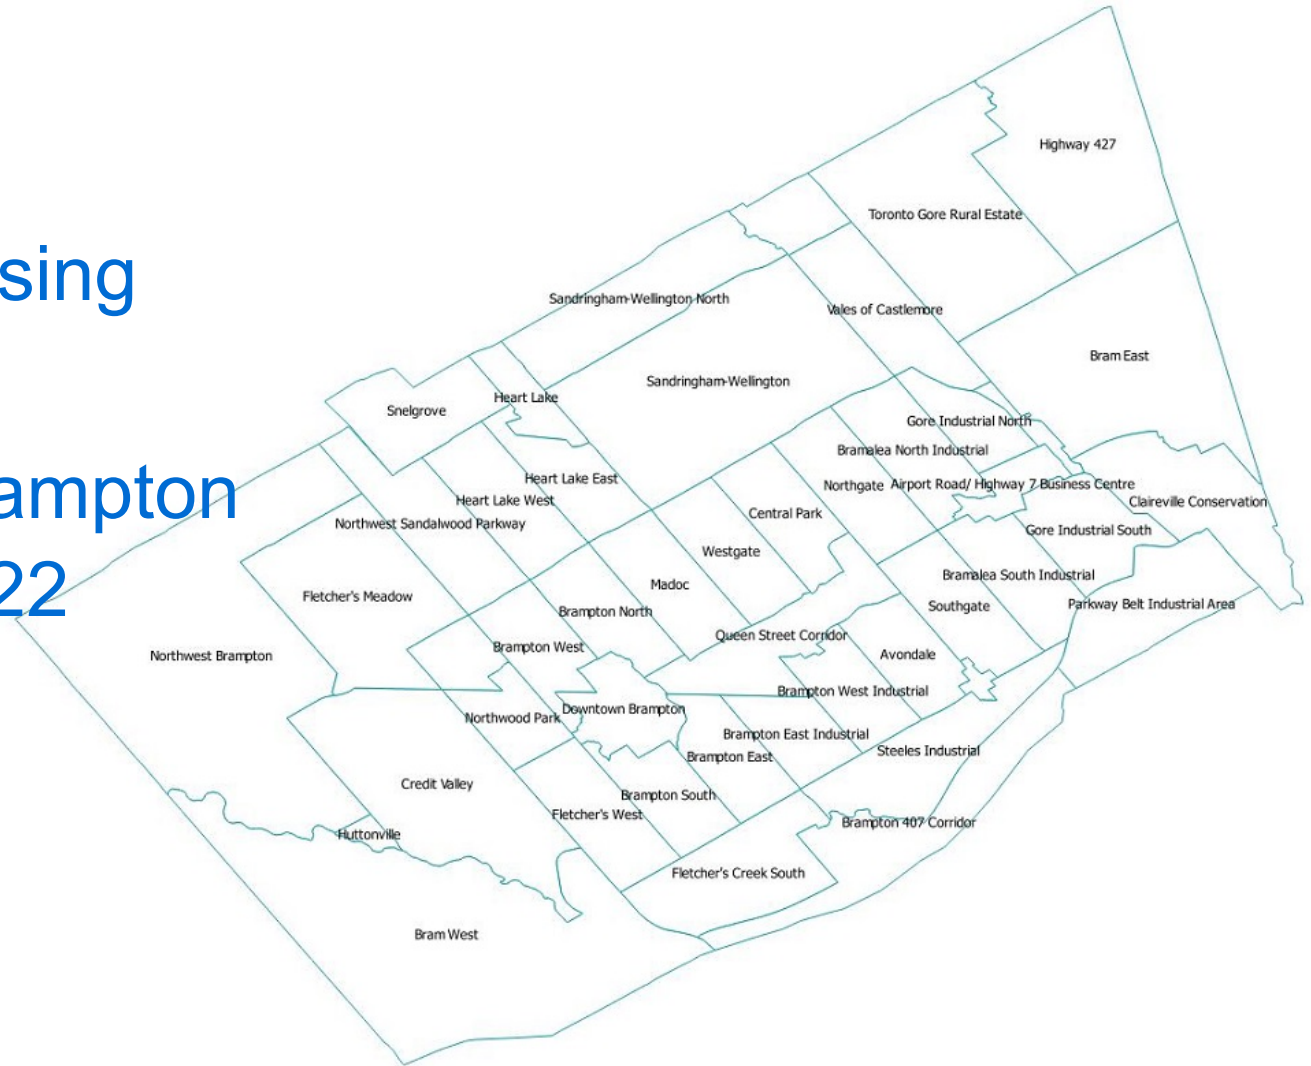 sing
ampton
22
Highway 427
Toronto Gore Rural Estate
Sandringham-Wellington North
Vales of Castlemore
Bram East
Sandringham-Wellington
Heart Lake
Snelgrove
Gore Industrial North
Bramalea North Industrial
Heart Lake East
Northgate
Airport Road/ Highway 7 Business Centre
Heart Lake West
Claireville Conservation
Central Park
Northwest Sandalwood Parkway
Gore Industrial South
Westgate
Bramalea South Industrial
Madoc
Fletcher's Meadow
Southgate
Parkway Belt Industrial Area
Brampton North
Queen Street Corridor
Brampton West
Avondale
Northwest Brampton
Brampton West Industrial
Downtown Brampton
Northwood Park
Brampton East Industrial
Steeles Industrial
Brampton East
Credit Valley
Brampton South
Fletcher's West
Brampton 407 Corridor
Huttonville
Fletcher's Creek South
Bram West